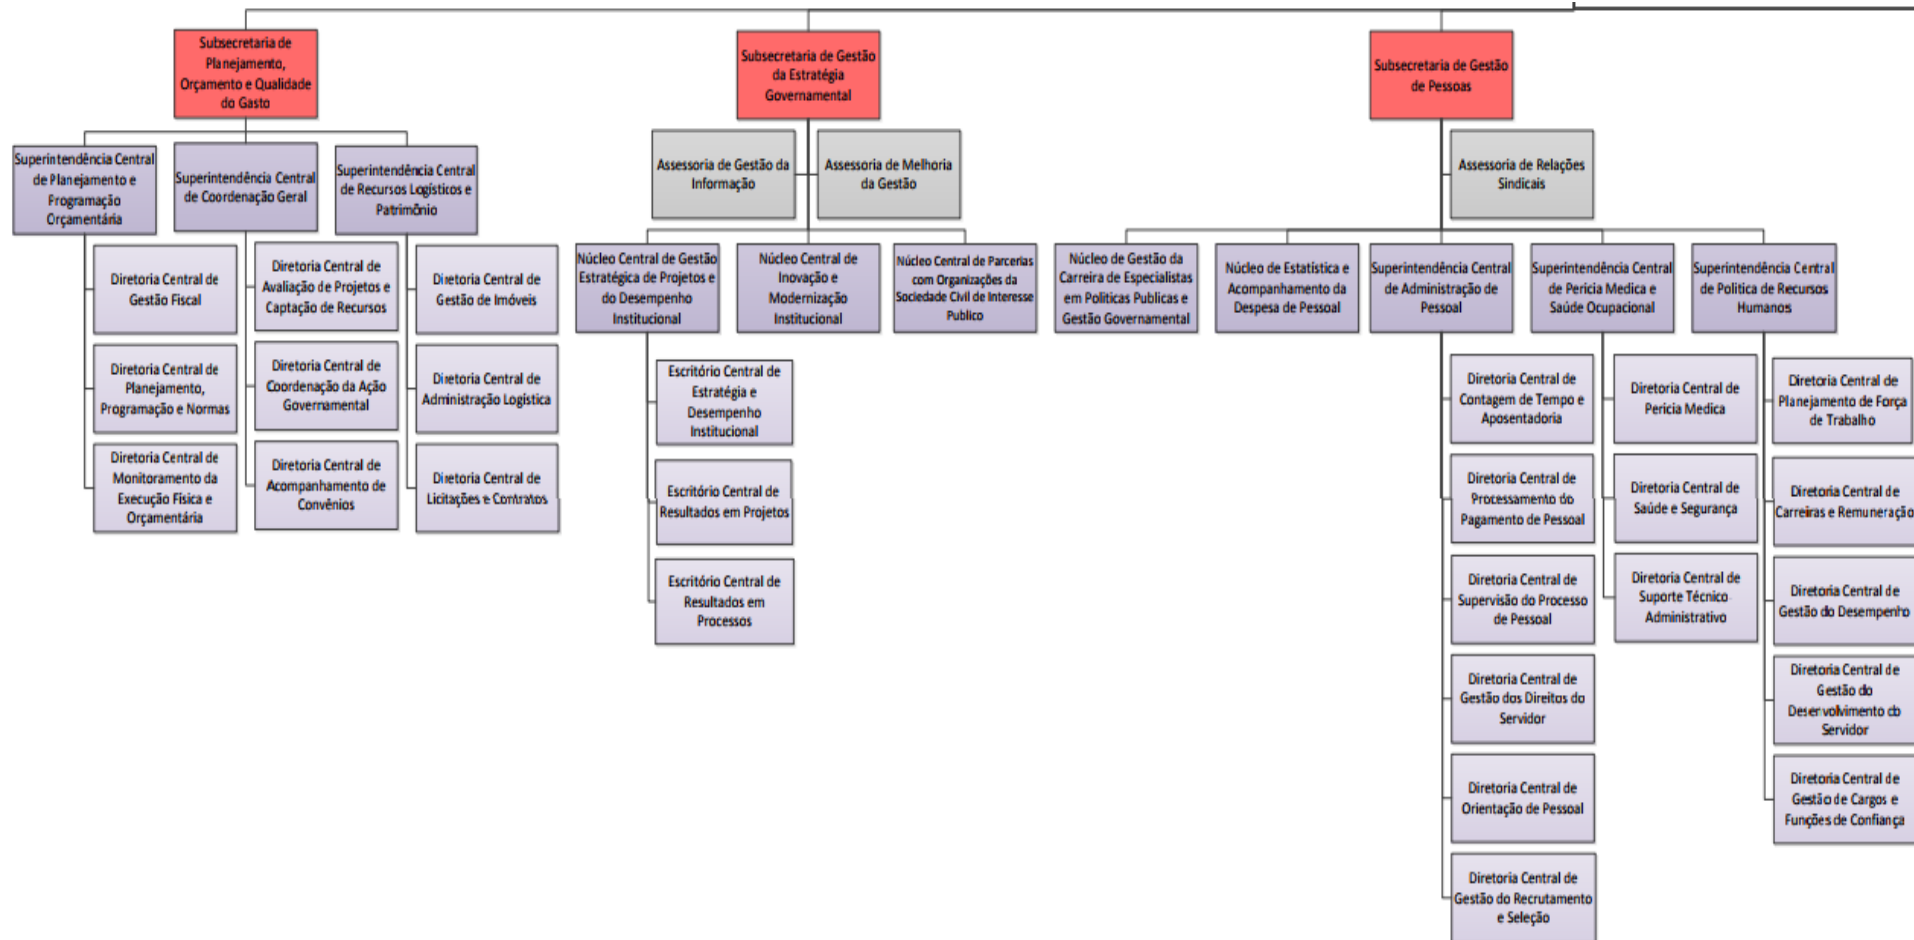 Subsecretaria de
Planejamento,
Orçamento e Qualidade
do Gasto
Superintendência Central
de Planejamento e
Programação
Orçamentária
Diretoria Central de
Gestão Fiscal
Diretoria Central de
Planejamento,
Programação e Normas
Diretoria Central de
Monitoramento da
Execução Física e
Orçamentária
Superintendência Central
de Coordenação Geral
Diretoria Central de
Avaliação de Projetos e
Captação de Recursos
Diretoria Central de
Coordenação da Ação
Governamental
Diretoria Central de
Acompanhamento de
Convênios
Superintendência Central
de Recursos Logísticos e
Patrimônio
Diretoria Central de
Gestão de Imóveis
Diretoria Central de
Administração Logística
Diretoria Central de
Licitações e Contratos
Subsecretaria de Gestão
da Estratégia
Governamental
Assessoria de Gestão da
Informação
Assessoria de Melhoria
da Gestão
Núcleo Central de Gestão
Estratégica de Projetos e
do Desempenho
Institucional
Escritório Central de
Estratégia e
Desempenho
Institucional
Escritório Central de
Resultados em Projetos
Escritório Central de
Resultados em
Processos
Núcleo Central de
Inovação e
Modernização
Institucional
Núcleo Central de Parcerias
com Organizações da
Sociedade Civil de Interesse
Publico
Subsecretaria de Gestão
de Pessoas
Assessoria de Relações
Sindicais
Núcleo de Gestão da
Carreira de Especialistas
em Politicas Publicas e
Gestão Governamental
Núcleo de Estatística e
Acompanhamento da
Despesa de Pessoal
Superintendência Central
de Administração de
Pessoal
Diretoria Central de
Contagem de Tempo e
Aposentadoria
Diretoria Central de
Processamento do
Pagamento de Pessoal
Diretoria Central de
Supervisão do Processo
de Pessoal
Diretoria Central de
Gestão dos Direitos do
Servidor
Diretoria Central de
Orientação de Pessoal
Diretoria Central de
Gestão do Recrutamento
e Seleção
Superintendência Central
de Pericia Medica e
Saúde Ocupacional
Diretoria Central de
Pericia Medica
Diretoria Central de
Saúde e Segurança
Diretoria Central de
Suporte Técnico
Administrativo
Superintendência Central
de Politica de Recursos
Humanos
Diretoria Central de
Planejamento de Força
de Trabalho
Diretoria Central de
Carreiras e Remuneração
Diretoria Central de
Gestão do Desempenho
Diretoria Central de
Gestão do
Desenvolvimento do
Servidor
Diretoria Central de
Gestão de Cargos e
Funções de Confiança